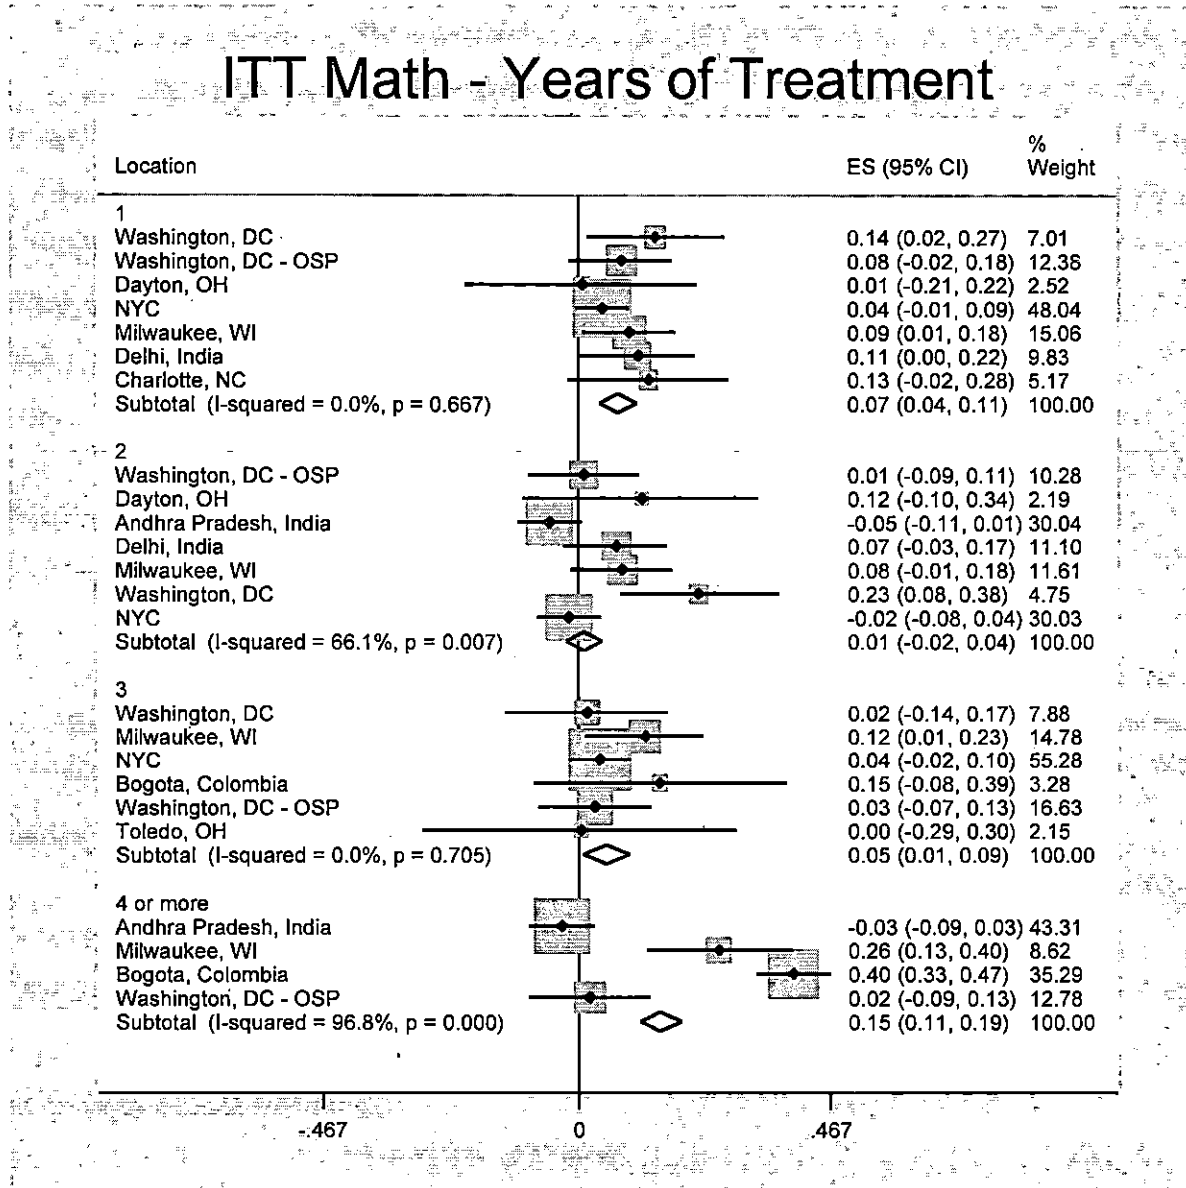 ITT Math - Years of Treatment
%
Location ES (95% CI) Weight
1
Washington, DC 0.14 (0.02, 0.27) 7.01
Washington, DC - OSP 0.08 (-0.02, 0.18) 12.38
Dayton, OH 0.01 (-0.21, 0.22) 2.52
NYC 0.04 (-0.01, 0.09) 48.04
Milwaukee, WI 0.09 (0.01, 0.18) 15.06
Delhi, India 0.11 (0.00, 0.22) 9.83
Charlotte, NC 0.13 (-0.02, 0.28) 5.17
Subtotal (I-squared = 0.0%, p = 0.667) 0.07 (0.04, 0.11) 100.00
2
Washington, DC - OSP 0.01 (-0.09, 0.11) 10.28
Dayton, OH 0.12 (-0.10, 0.34) 2.19
Andhra Pradesh, India -0.05 (-0.11, 0.01) 30.04
Delhi, India 0.07 (-0.03, 0.17) 11.10
Milwaukee, WI 0.08 (-0.01, 0.18) 11.61
Washington, DC 0.23 (0.08, 0.38) 4.75
NYC -0.02 (-0.08, 0.04) 30.03
Subtotal (I-squared = 66.1%, p = 0.007) 0.01 (-0.02, 0.04) 100.00
3
Washington, DC 0.02 (-0.14, 0.17) 7.88
Milwaukee, WI 0.12 (0.01, 0.23) 14.78
NYC 0.04 (-0.02, 0.10) 55.28
Bogota, Colombia 0.15 (-0.08, 0.39) 3.28
Washington, DC - OSP 0.03 (-0.07, 0.13) 16.63
Toledo, OH 0.00 (-0.29, 0.30) 2.15
Subtotal (I-squared = 0.0%, p = 0.705) 0.05 (0.01, 0.09) 100.00
4 or more
Andhra Pradesh, India -0.03 (-0.09, 0.03) 43.31
Milwaukee, WI 0.26 (0.13, 0.40) 8.62
Bogota, Colombia 0.40 (0.33, 0.47) 35.29
Washington, DC - OSP 0.02 (-0.09, 0.13) 12.78
Subtotal (I-squared = 96.8%, p = 0.000) 0.15 (0.11, 0.19) 100.00
-.467 0 .467